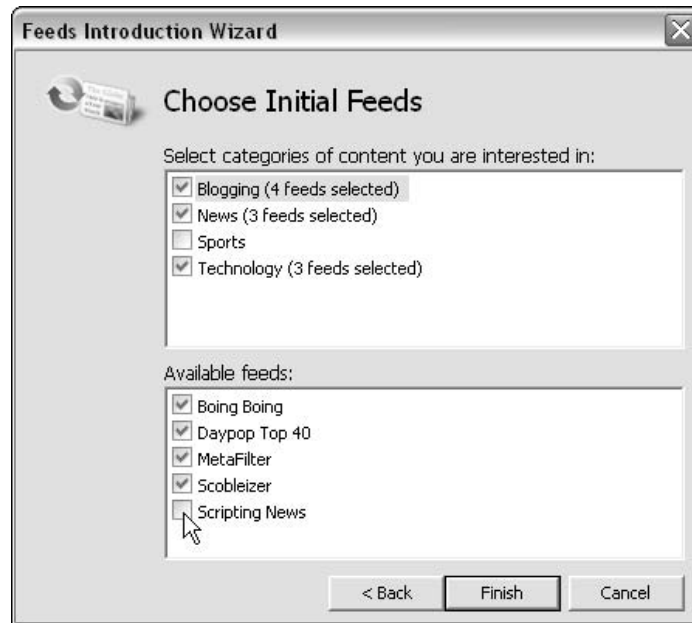 Feeds Introduction Wizard
Choose Initial Feeds
Select categories of content you are interested in:
Blogging (4 feeds selected)
News (3 feeds selected)
Sports
Technology (3 feeds selected)
Available feeds:
Boing Boing
Daypop Top 40
MetaFilter
Scobleizer
Scripting News
< Back Finish Cancel